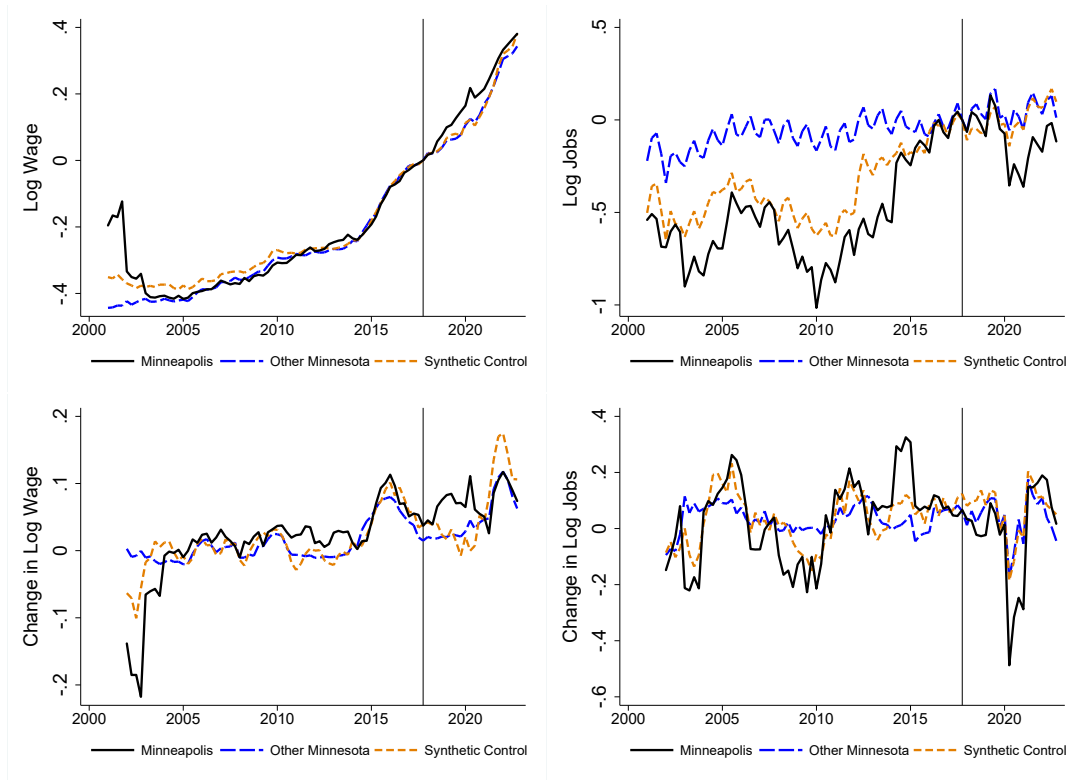 Log Wage
.4
.2
0
-.2
-.4
2000 2005 2010 2015 2020
Minneapolis Other Minnesota Synthetic Control
Log Jobs
.5
0
-.5
-1
2000 2005 2010 2015 2020
Minneapolis Other Minnesota Synthetic Control
Change in Log Wage
.2
.1
0
-.1
-.2
2000 2005 2010 2015 2020
Minneapolis Other Minnesota Synthetic Control
Change in Log Jobs
.4
.2
0
-.2
-.4
-.6
2000 2005 2010 2015 2020
Minneapolis Other Minnesota Synthetic Control